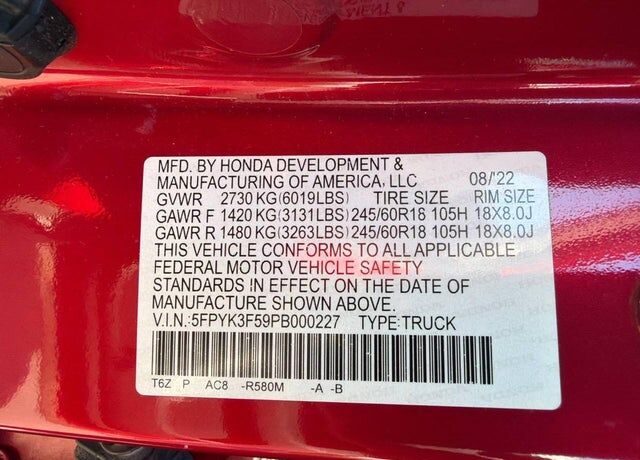 MFD. BY HONDA DEVELOPMENT &
MANUFACTURING OF AMERICA, LLC 08/'22
GVWR 2730 KG(6019LBS) TIRE SIZE RIM SIZE
GAWR F 1420 KG(3131LBS) 245/60R18 105H 18X8.0J
GAWR R 1480 KG(3263LBS) 245/60R18 105H 18X8.0J
THIS VEHICLE CONFORMS TO ALL APPLICABLE
FEDERAL MOTOR VEHICLE SAFETY
STANDARDS IN EFFECT ON THE DATE OF
MANUFACTURE SHOWN ABOVE.
V.I.N.:5FPYK3F59PB000227 TYPE:TRUCK
T6Z P AC8 -R580M -A -B